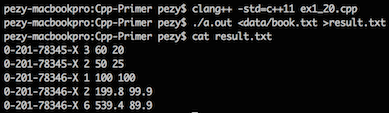 pezy-macbookpro:Cpp-Primer pezy$ clang++ -std=c++11 ex1_20.cpp
pezy-macbookpro:Cpp-Primer pezy$ ./a.out <data/book.txt >result.txt
pezy-macbookpro:Cpp-Primer pezy$ cat result.txt
0-201-78345-X 3 60 20
0-201-78345-X 2 50 25
0-201-78346-X 1 100 100
0-201-78346-X 2 199.8 99.9
0-201-78346-X 6 539.4 89.9